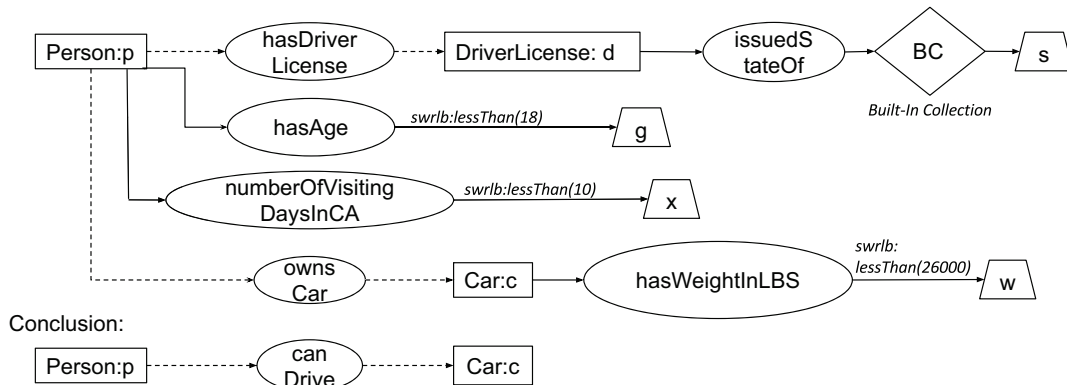 Person:p
hasDriver
License
DriverLicense: d
issuedS
tateOf
BC
s
Built-In Collection
hasAge
swrlb:lessThan(18)
g
numberOfVisiting
DaysInCA
swrlb:lessThan(10)
x
owns
Car
Car:c
hasWeightInLBS
swrlb:
lessThan(26000)
w
Conclusion:
Person:p
can
Drive
Car:c